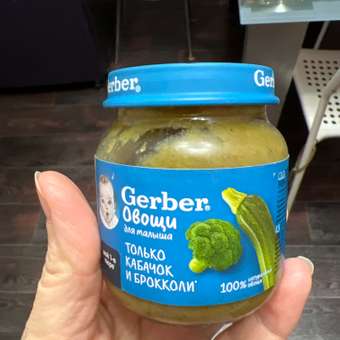 Gerber®
Gerber®
Овощи
для малыша
ТОЛЬКО
КАБАЧОК
И БРОККОЛИ
100%